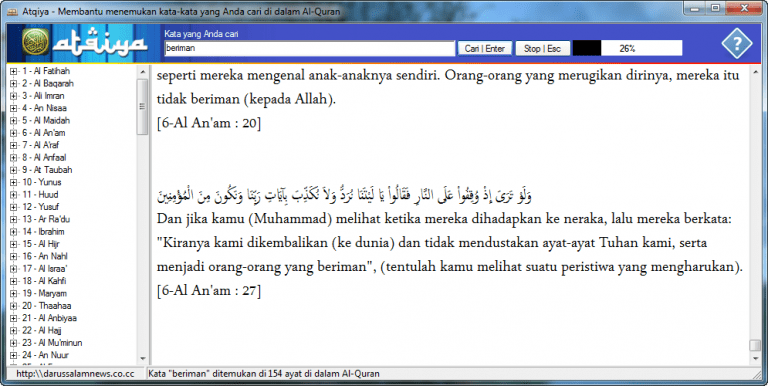 Atqiya - Membantu menemukan kata-kata yang Anda cari di dalam Al-Quran
atqiya
Kata yang Anda cari
beriman
Cari | Enter
Stop | Esc
26%
?
1 - Al Fatihah
2 - Al Baqarah
3 - Ali Imran
4 - An Nisaa
5 - Al Maidah
6 - Al An'am
7 - Al A'raf
8 - Al Anfaal
9 - At Taubah
10 - Yunus
11 - Huud
12 - Yusuf
13 - Ar Ra'du
14 - Ibrahim
15 - Al Hijr
16 - An Nahl
17 - Al Israa'
18 - Al Kahfi
19 - Maryam
20 - Thaahaa
21 - Al Anbiyaa
22 - Al Hajj
23 - Al Mu'minun
24 - An Nuur
seperti mereka mengenal anak-anaknya sendiri. Orang-orang yang merugikan dirinya, mereka itu
tidak beriman (kepada Allah).
[6-Al An'am : 20]
وَلَوْ تَرَىَ إِذْ وُقِفُواْ عَلَى النَّارِ فَقَالُواْ يَا لَيْتَنَا نُرَدُّ وَلاَ نُكَذِّبَ بِآيَاتِ رَبِّنَا وَنَكُونَ مِنَ الْمُؤْمِنِينَ
Dan jika kamu (Muhammad) melihat ketika mereka dihadapkan ke neraka, lalu mereka berkata:
"Kiranya kami dikembalikan (ke dunia) dan tidak mendustakan ayat-ayat Tuhan kami, serta
menjadi orang-orang yang beriman", (tentulah kamu melihat suatu peristiwa yang mengharukan).
[6-Al An'am : 27]
http:\\darussalamnews.co.cc
Kata "beriman" ditemukan di 154 ayat di dalam Al-Quran